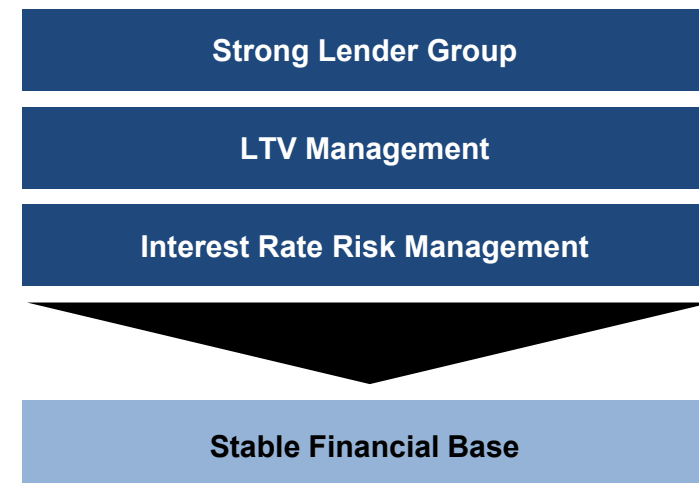 Strong Lender Group
LTV Management
Interest Rate Risk Management
Stable Financial Base